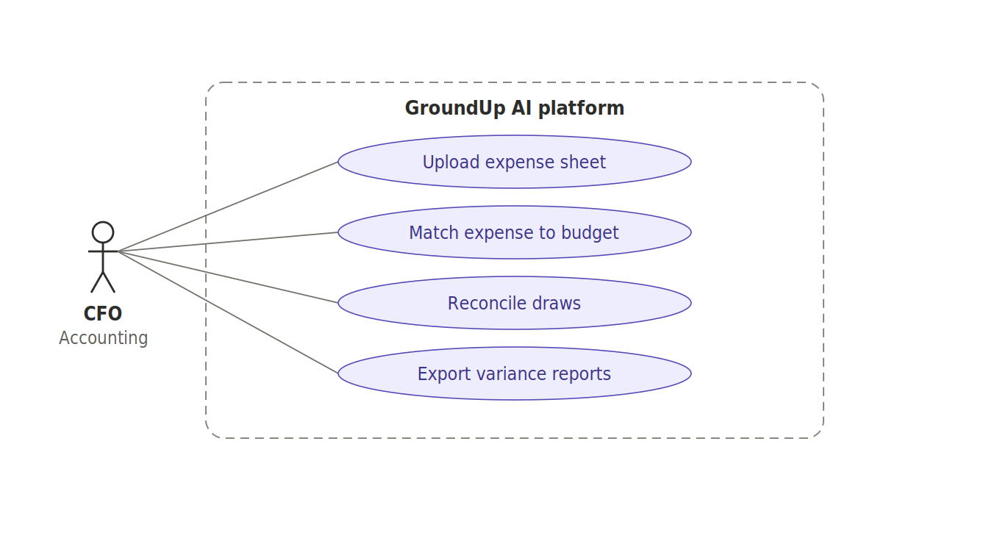 GroundUp AI platform
Upload expense sheet
Match expense to budget
Reconcile draws
Export variance reports
CFO
Accounting